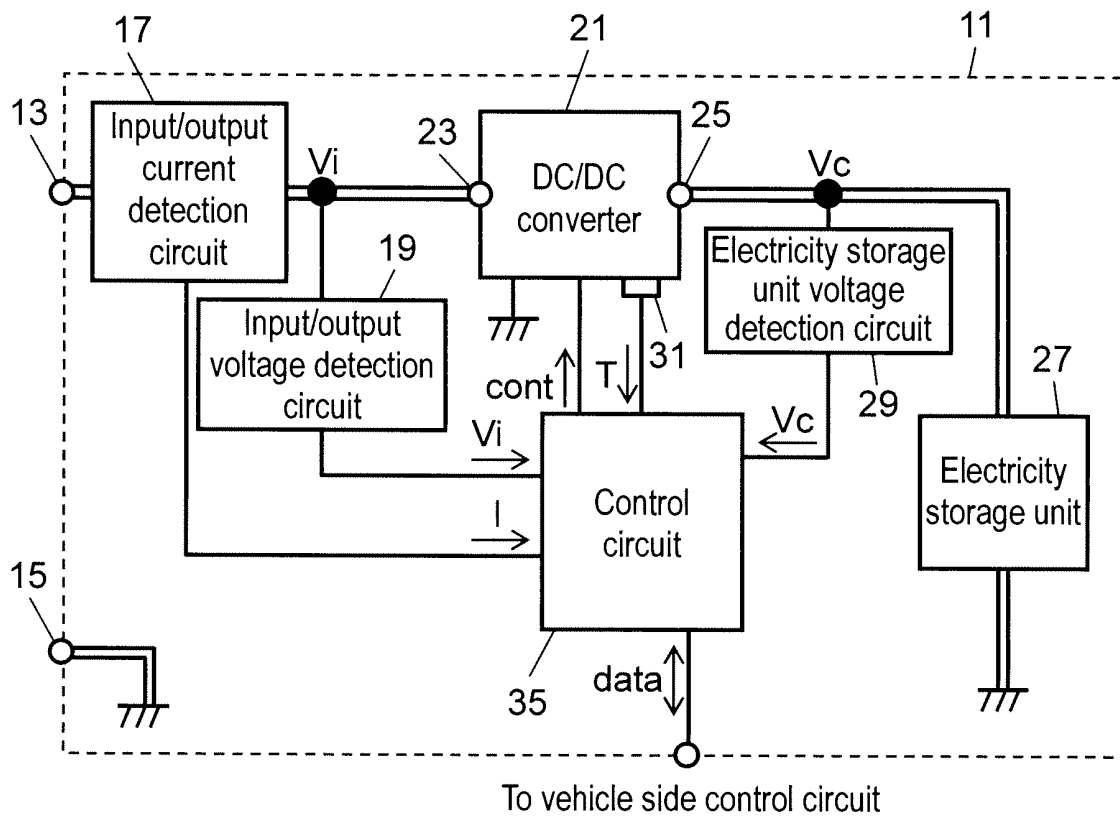 17
21
11
13
Input/output
current
detection
circuit
Vi
23
DC/DC
converter
25
Vc
19
Input/output
voltage detection
circuit
Electricity storage
unit voltage
detection circuit
31
cont
T
29
27
Vi
Vc
Electricity
storage unit
I
Control
circuit
15
35
data
To vehicle side control circuit